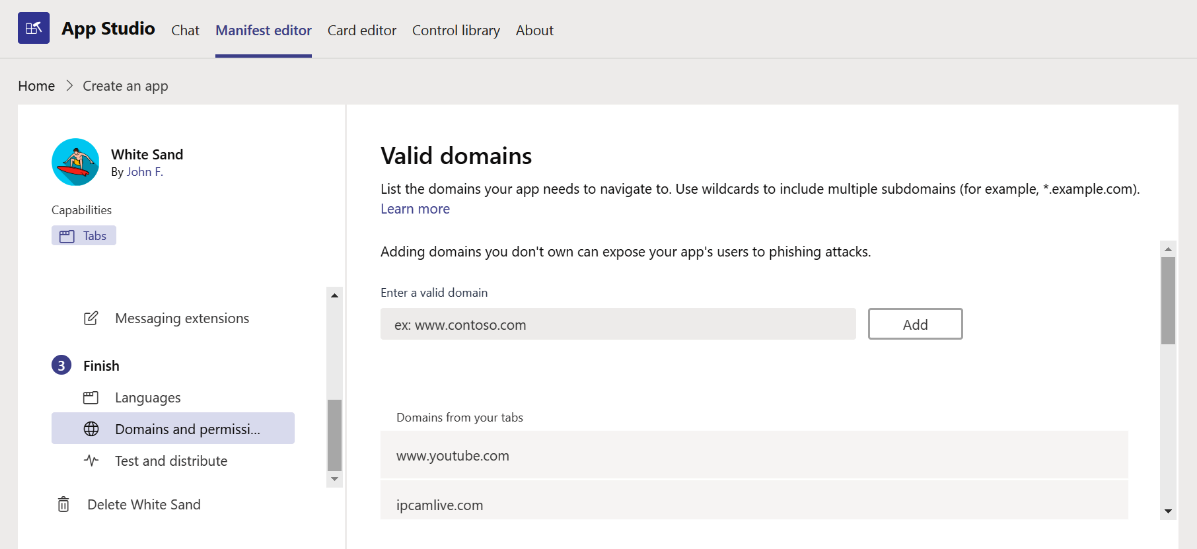 App Studio Chat Manifest editor Card editor Control library About
Home > Create an app
White Sand
By John F.
Capabilities
Tabs
Messaging extensions
3 Finish
Languages
Domains and permissi...
Test and distribute
Delete White Sand
Valid domains
List the domains your app needs to navigate to. Use wildcards to include multiple subdomains (for example, *.example.com).
Learn more
Adding domains you don't own can expose your app's users to phishing attacks.
Enter a valid domain
ex: www.contoso.com Add
Domains from your tabs
www.youtube.com
ipcamlive.com